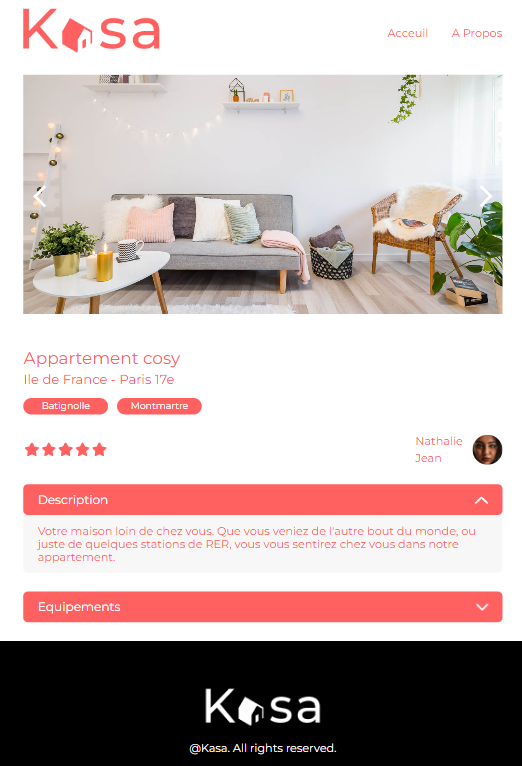 Kasa
Acceuil A Propos
Appartement cosy
Ile de France - Paris 17e
Batignolle Montmartre
Nathalie
Jean
Description
Votre maison loin de chez vous. Que vous veniez de l'autre bout du monde, ou
juste de quelques stations de RER, vous vous sentirez chez vous dans notre
appartement.
Equipements
Kasa
@Kasa. All rights reserved.